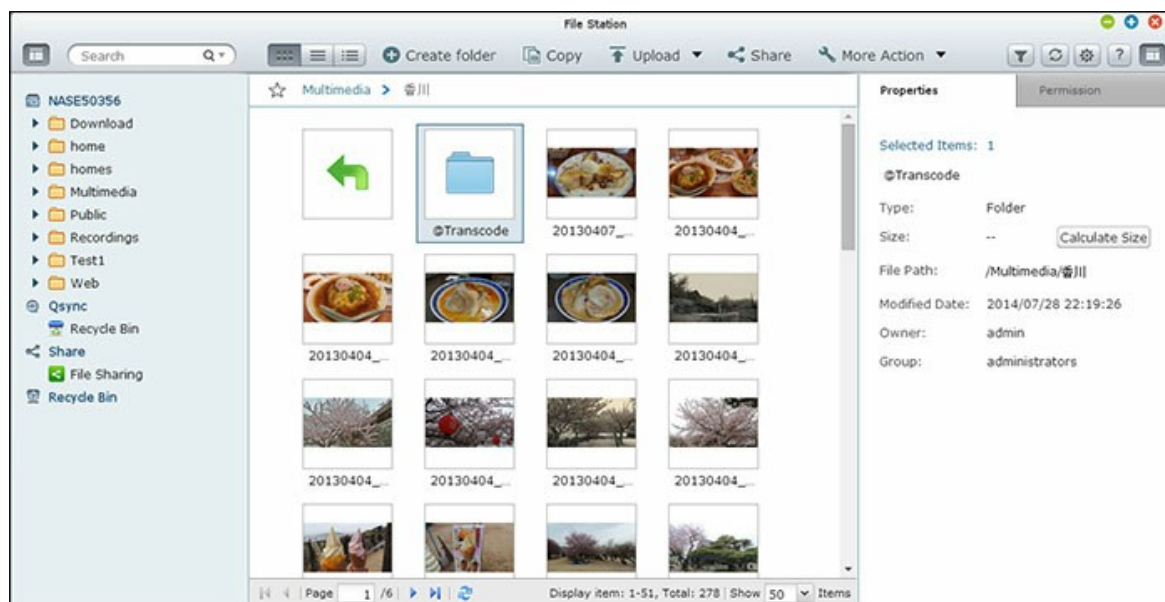 File Station
Search
Create folder
Copy
Upload
Share
More Action
?
NASE50356
Download
home
homes
Multimedia
Public
Recordings
Test1
Web
Qsync
Recycle Bin
Share
File Sharing
Recycle Bin
Multimedia > 香川
@Transcode
20130407_...
20130404_...
20130404_...
20130404_...
20130404_...
20130404_...
20130404_...
20130404_...
20130404_...
20130404_...
Page 1 /6
Display item: 1-51, Total: 278 | Show 50 Items
Properties
Permission
Selected Items: 1
@Transcode
Type: Folder
Size: -- Calculate Size
File Path: /Multimedia/香川
Modified Date: 2014/07/28 22:19:26
Owner: admin
Group: administrators